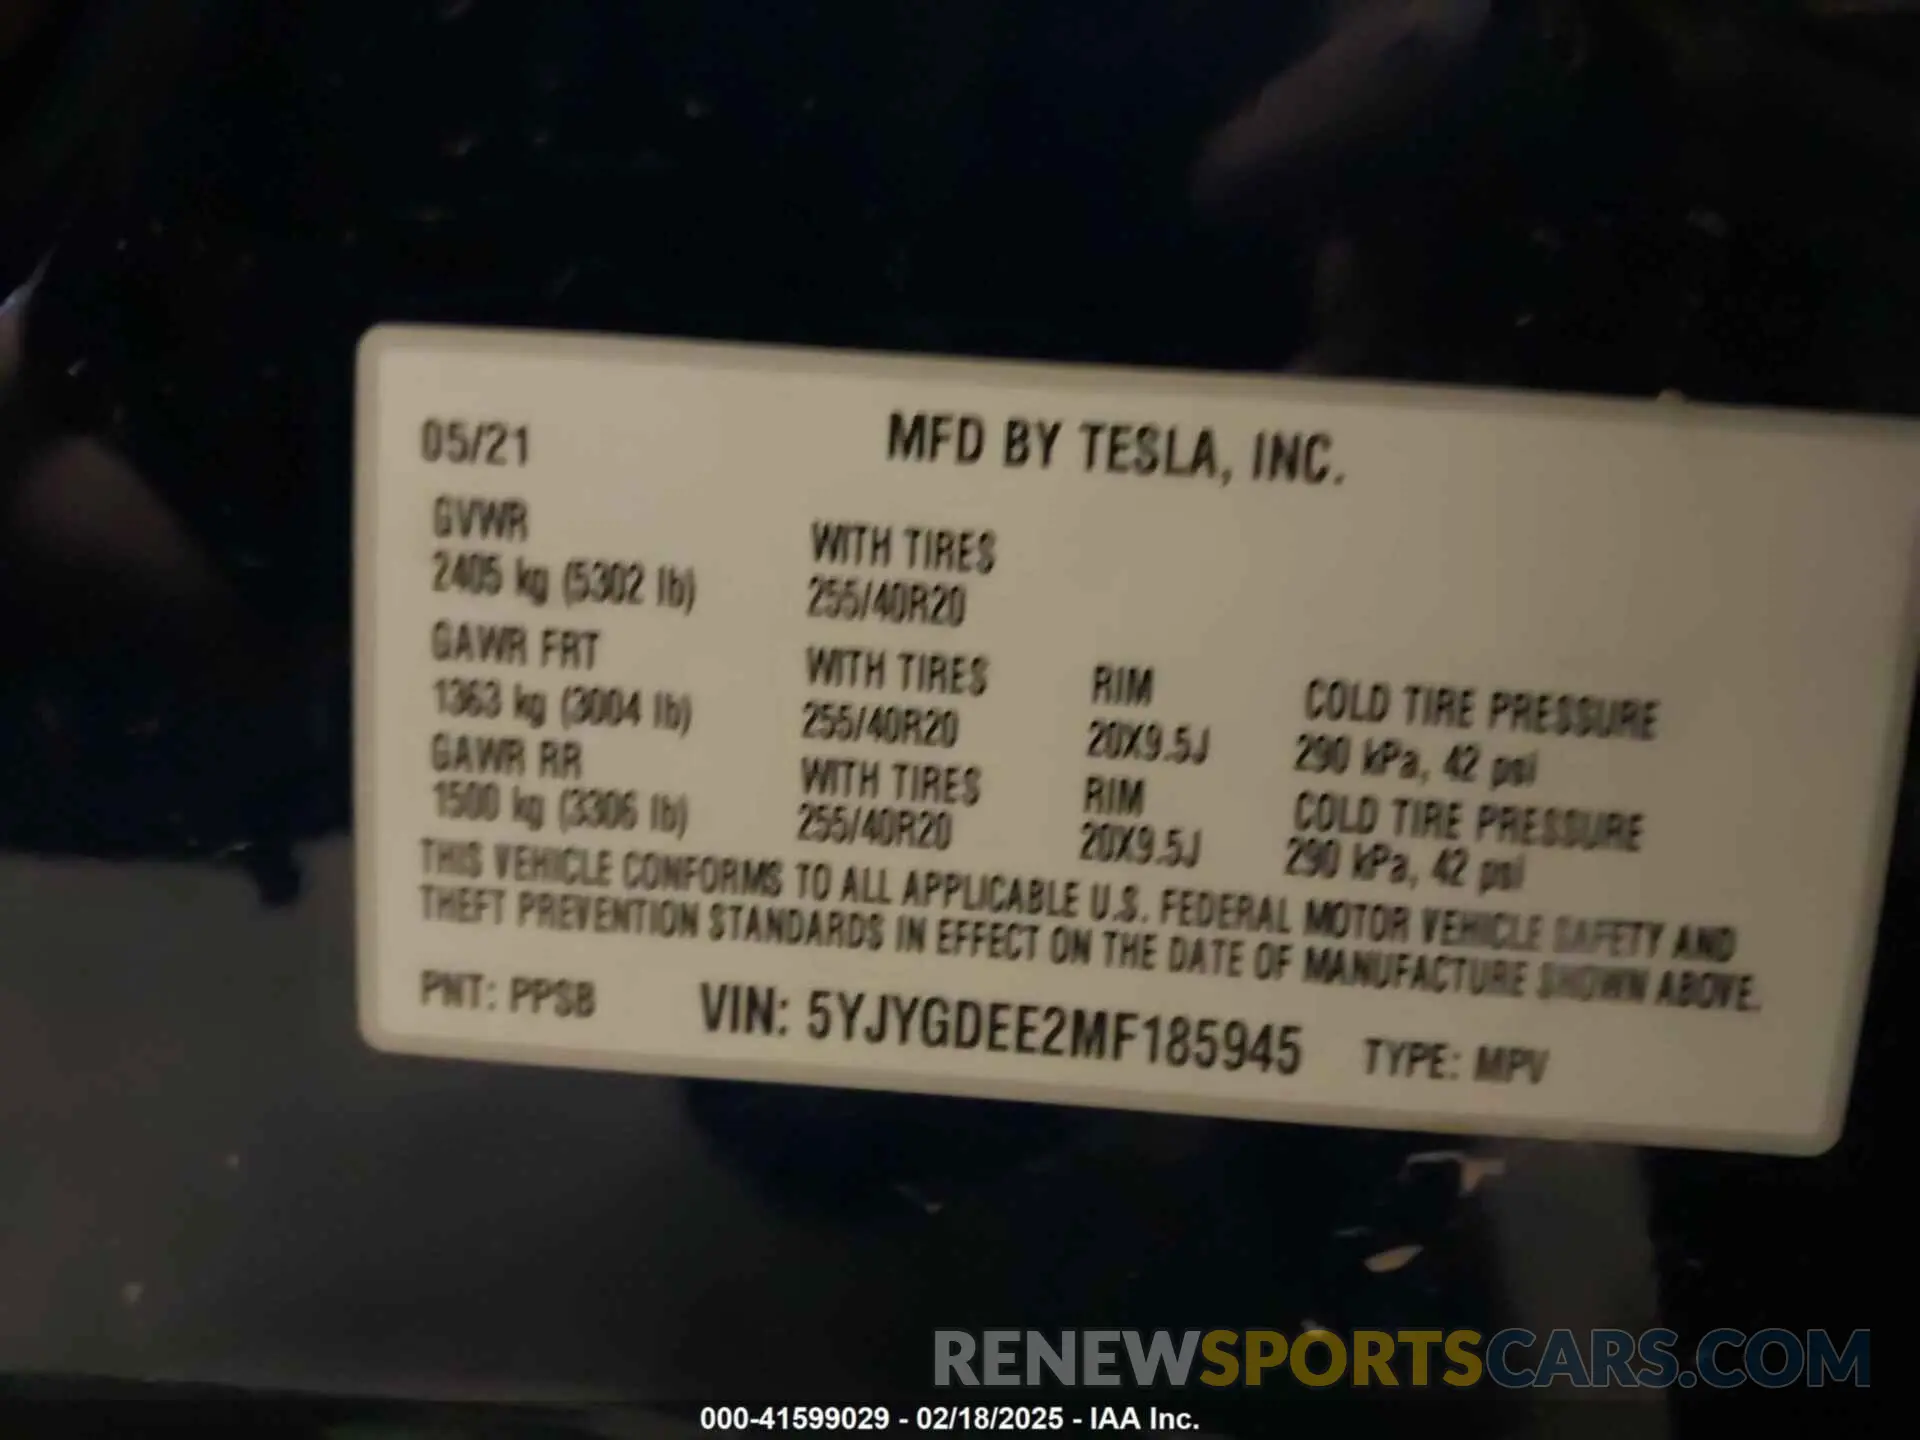 05/21 MFD BY TESLA, INC.
GVWR WITH TIRES
2405 kg (5302 lb) 255/40R20
GAWR FRT WITH TIRES RIM COLD TIRE PRESSURE
1363 kg (3004 lb) 255/40R20 20X9.5J 290 kPa, 42 psi
GAWR RR WITH TIRES RIM COLD TIRE PRESSURE
1500 kg (3306 lb) 255/40R20 20X9.5J 290 kPa, 42 psi
THIS VEHICLE CONFORMS TO ALL APPLICABLE U.S. FEDERAL MOTOR VEHICLE SAFETY AND
THEFT PREVENTION STANDARDS IN EFFECT ON THE DATE OF MANUFACTURE SHOWN ABOVE.
PNT: PPSB VIN: 5YJYGDEE2MF185945 TYPE: MPV
RENEWSPORTSCARS.COM
000-41599029 - 02/18/2025 - IAA Inc.